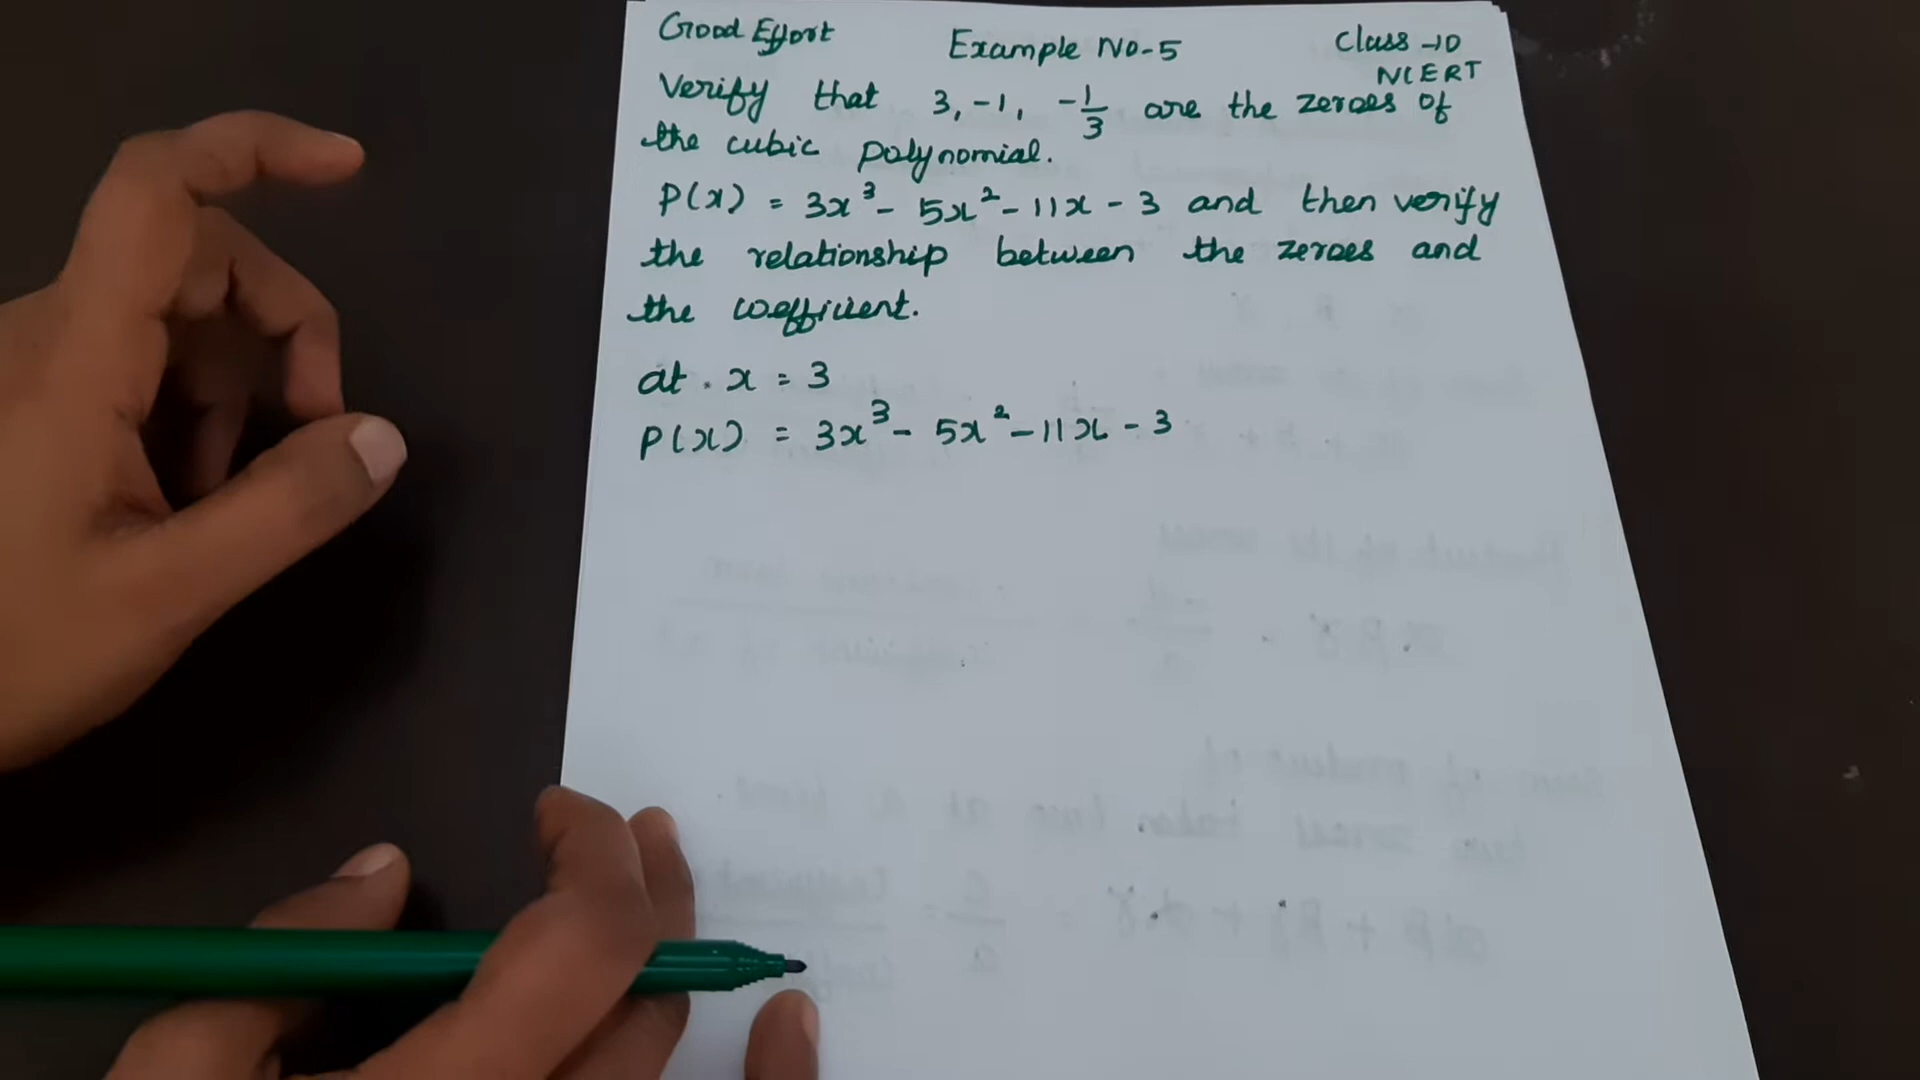 Good Effort Example No-5 Class-10
NCERT
Verify that 3, -1, -1/3 are the zeroes of
the cubic polynomial.
P(x) = 3x³ - 5x² - 11x - 3 and then verify
the relationship between the zeroes and
the coefficient.
at. x = 3
P(x) = 3x³ - 5x² - 11x - 3